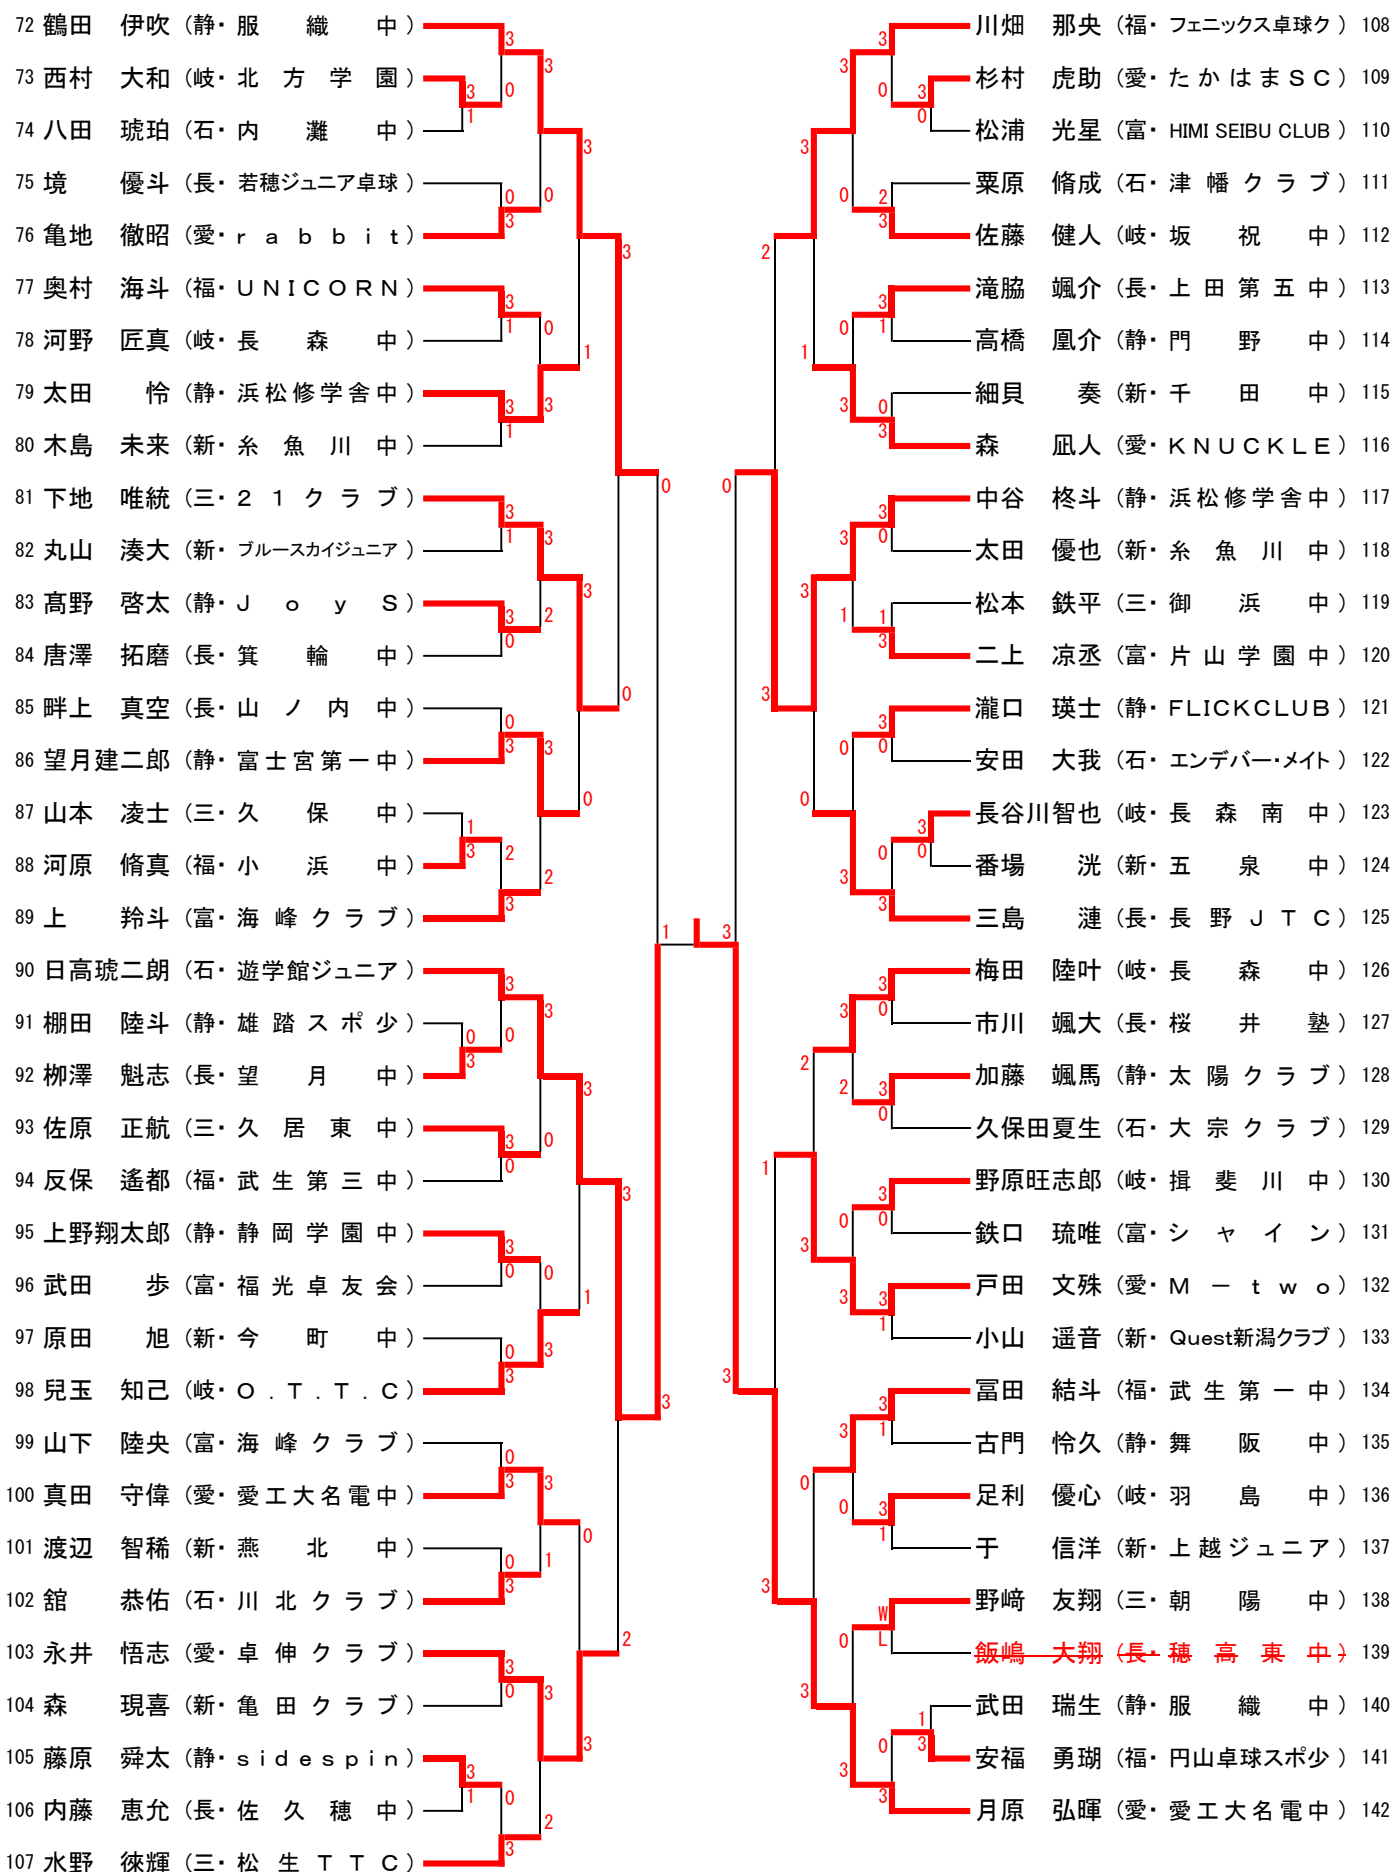 72 鶴田 伊吹 (静・服織中)
73 西村 大和 (岐・北方学園)
74 八田 琥珀 (石・内灘中)
75 境 優斗 (長・若穂ジュニア卓球)
76 亀地 徹昭 (愛・rabbit)
77 奥村 海斗 (福・UNICORN)
78 河野 匠真 (岐・長森中)
79 太田 怜 (静・浜松修学舎中)
80 木島 未来 (新・糸魚川中)
81 下地 唯統 (三・21クラブ)
82 丸山 湊大 (新・ブルースカイジュニア)
83 髙野 啓太 (静・JoyS)
84 唐澤 拓磨 (長・箕輪中)
85 畔上 真空 (長・山ノ内中)
86 望月建二郎 (静・富士宮第一中)
87 山本 凌士 (三・久保中)
88 河原 脩真 (福・小浜中)
89 上 羚斗 (富・海峰クラブ)
90 日高琥二朗 (石・遊学館ジュニア)
91 棚田 陸斗 (静・雄踏スポ少)
92 栁澤 魁志 (長・望月中)
93 佐原 正航 (三・久居東中)
94 反保 遙都 (福・武生第三中)
95 上野翔太郎 (静・静岡学園中)
96 武田 歩 (富・福光卓友会)
97 原田 旭 (新・今町中)
98 兒玉 知己 (岐・O.T.T.C)
99 山下 陸央 (富・海峰クラブ)
100 真田 守偉 (愛・愛工大名電中)
101 渡辺 智稀 (新・燕北中)
102 舘 恭佑 (石・川北クラブ)
103 永井 悟志 (愛・卓伸クラブ)
104 森 現喜 (新・亀田クラブ)
105 藤原 舜太 (静・sidespin)
106 内藤 恵允 (長・佐久穂中)
107 水野 徠輝 (三・松生TTC)
川畑 那央 (福・フェニックス卓球ク) 108
杉村 虎助 (愛・たかはまSC) 109
松浦 光星 (富・HIMI SEIBU CLUB) 110
粟原 脩成 (石・津幡クラブ) 111
佐藤 健人 (岐・坂祝中) 112
滝脇 颯介 (長・上田第五中) 113
高橋 凰介 (静・門野中) 114
細貝 奏 (新・千田中) 115
森 凪人 (愛・KNUCKLE) 116
中谷 柊斗 (静・浜松修学舎中) 117
太田 優也 (新・糸魚川中) 118
松本 鉄平 (三・御浜中) 119
二上 凉丞 (富・片山学園中) 120
瀧口 瑛士 (静・FLICKCLUB) 121
安田 大我 (石・エンデバー・メイト) 122
長谷川智也 (岐・長森南中) 123
番場 洸 (新・五泉中) 124
三島 漣 (長・長野JTC) 125
梅田 陸叶 (岐・長森中) 126
市川 颯大 (長・桜井塾) 127
加藤 颯馬 (静・太陽クラブ) 128
久保田夏生 (石・大宗クラブ) 129
野原旺志郎 (岐・揖斐川中) 130
鉄口 琉唯 (富・シャイン) 131
戸田 文殊 (愛・M－two) 132
小山 遥音 (新・Quest新潟クラブ) 133
冨田 結斗 (福・武生第一中) 134
古門 怜久 (静・舞阪中) 135
足利 優心 (岐・羽島中) 136
于 信洋 (新・上越ジュニア) 137
野﨑 友翔 (三・朝陽中) 138
飯嶋 大翔 (長・穂高東中) 139
武田 瑞生 (静・服織中) 140
安福 勇瑚 (福・円山卓球スポ少) 141
月原 弘暉 (愛・愛工大名電中) 142